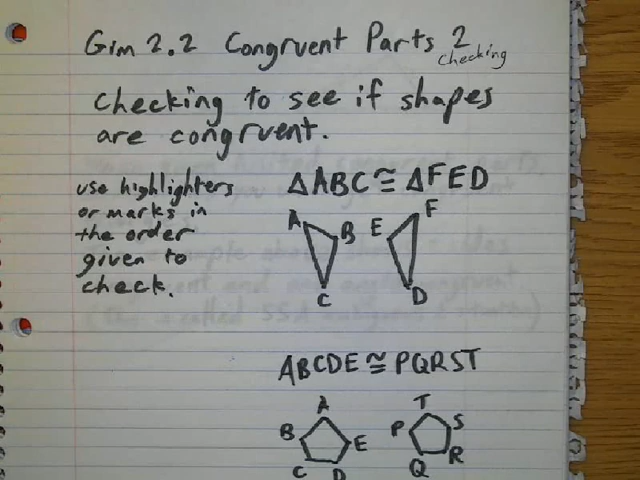 Gim 2.2 Congruent Parts 2
checking
checking to see if shapes
are congruent.
use highlighters
or marks in
the order
given to
check.
△ABC ≅ △FED
A B C
F E D
ABCDE ≅ PQRST
A B C D E
T S P Q R